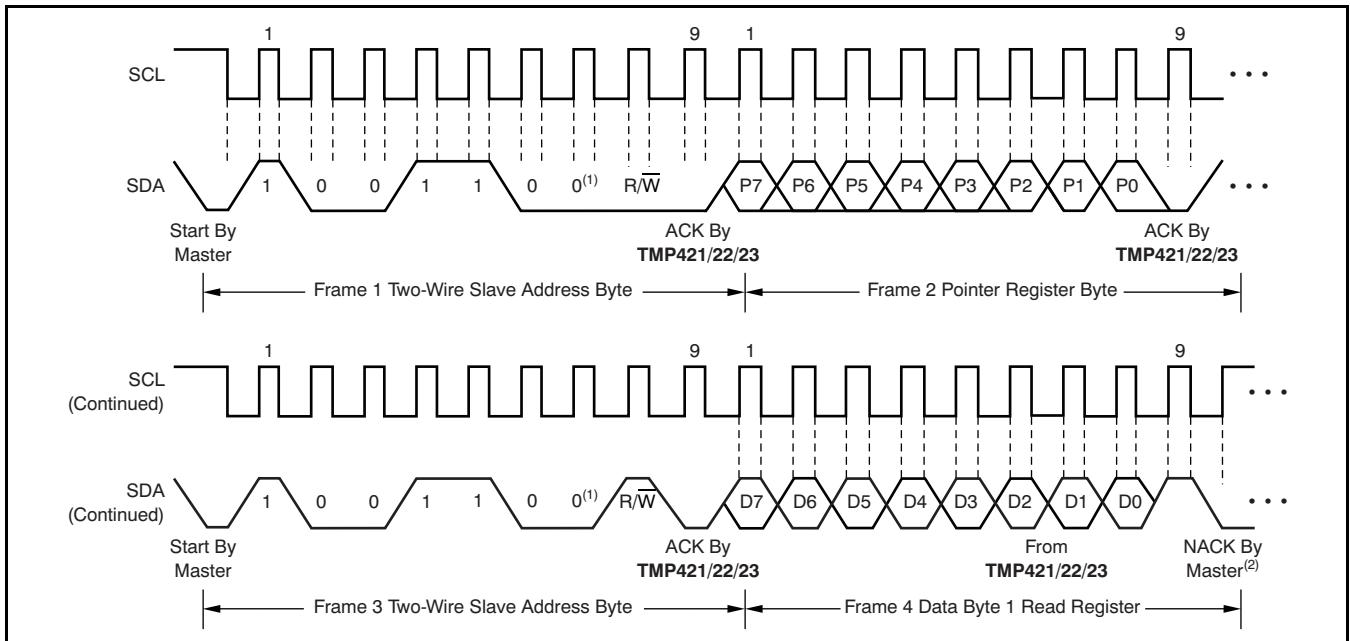 1 9 1 9
SCL • • •
SDA 1 0 0 1 1 0 0(1) R/W̅ P7 P6 P5 P4 P3 P2 P1 P0 • • •
Start By Master
ACK By TMP421/22/23
ACK By TMP421/22/23
Frame 1 Two-Wire Slave Address Byte
Frame 2 Pointer Register Byte
1 9 1 9
SCL (Continued) • • •
SDA (Continued) 1 0 0 1 1 0 0(1) R/W̅ D7 D6 D5 D4 D3 D2 D1 D0 • • •
Start By Master
ACK By TMP421/22/23
From TMP421/22/23
NACK By Master(2)
Frame 3 Two-Wire Slave Address Byte
Frame 4 Data Byte 1 Read Register